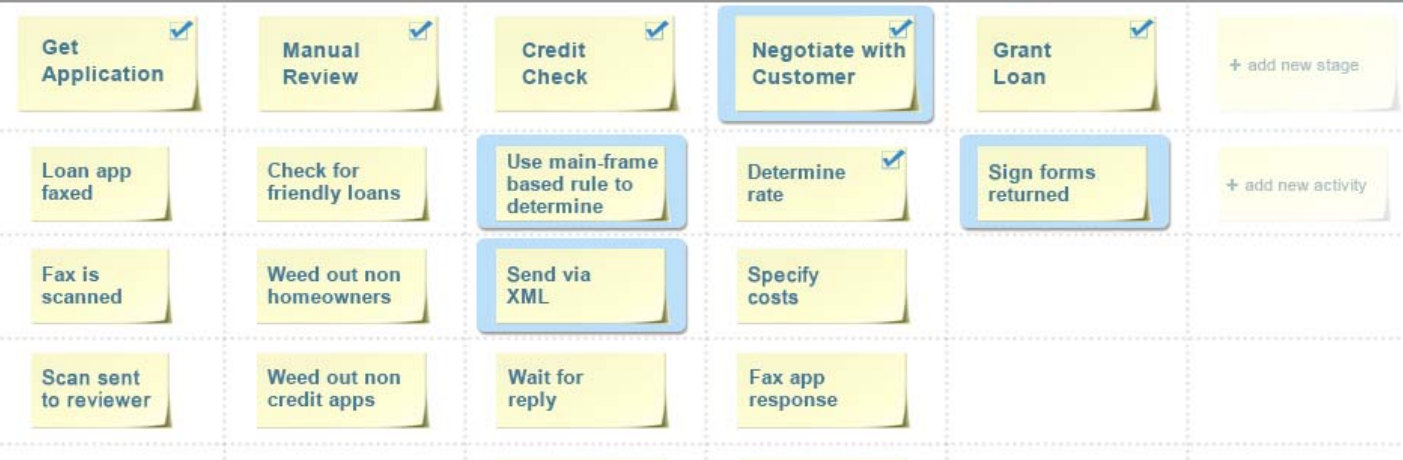 Get
Application
Manual
Review
Credit
Check
Negotiate with
Customer
Grant
Loan
+ add new stage
Loan app
faxed
Check for
friendly loans
Use main-frame
based rule to
determine
Determine
rate
Sign forms
returned
+ add new activity
Fax is
scanned
Weed out non
homeowners
Send via
XML
Specify
costs
Scan sent
to reviewer
Weed out non
credit apps
Wait for
reply
Fax app
response